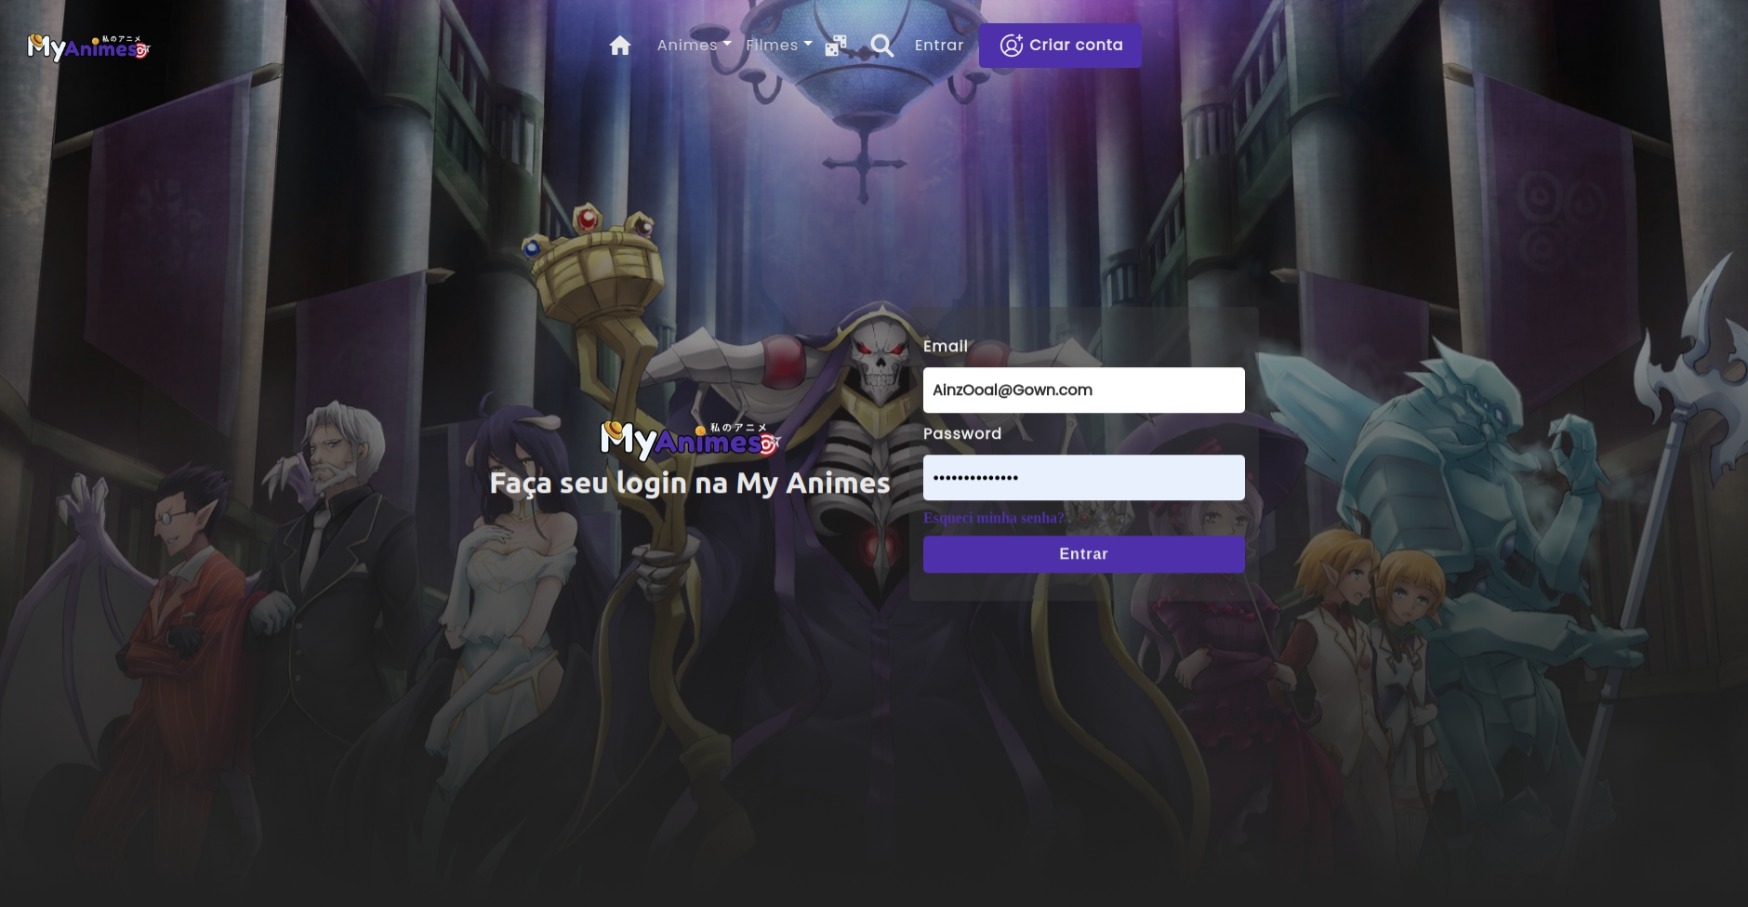 私のアニメ
MyAnimes
Animes
Filmes
Entrar
Criar conta
Email
AinzOoal@Gown.com
Password
私のアニメ
MyAnimes
Faça seu login na My Animes
••••••••••••••
Esqueci minha senha?
Entrar